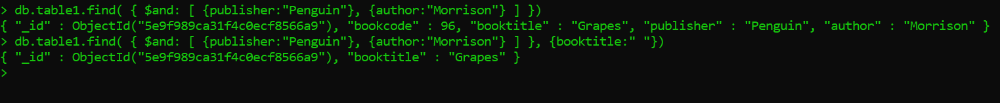 > db.table1.find( { $and: [ {publisher:"Penguin"}, {author:"Morrison"} ] })
{ "_id" : ObjectId("5e9f989ca31f4c0ecf8566a9"), "bookcode" : 96, "booktitle" : "Grapes", "publisher" : "Penguin", "author" : "Morrison" }
> db.table1.find( { $and: [ {publisher:"Penguin"}, {author:"Morrison"} ] }, {booktitle:" "})
{ "_id" : ObjectId("5e9f989ca31f4c0ecf8566a9"), "booktitle" : "Grapes" }
>